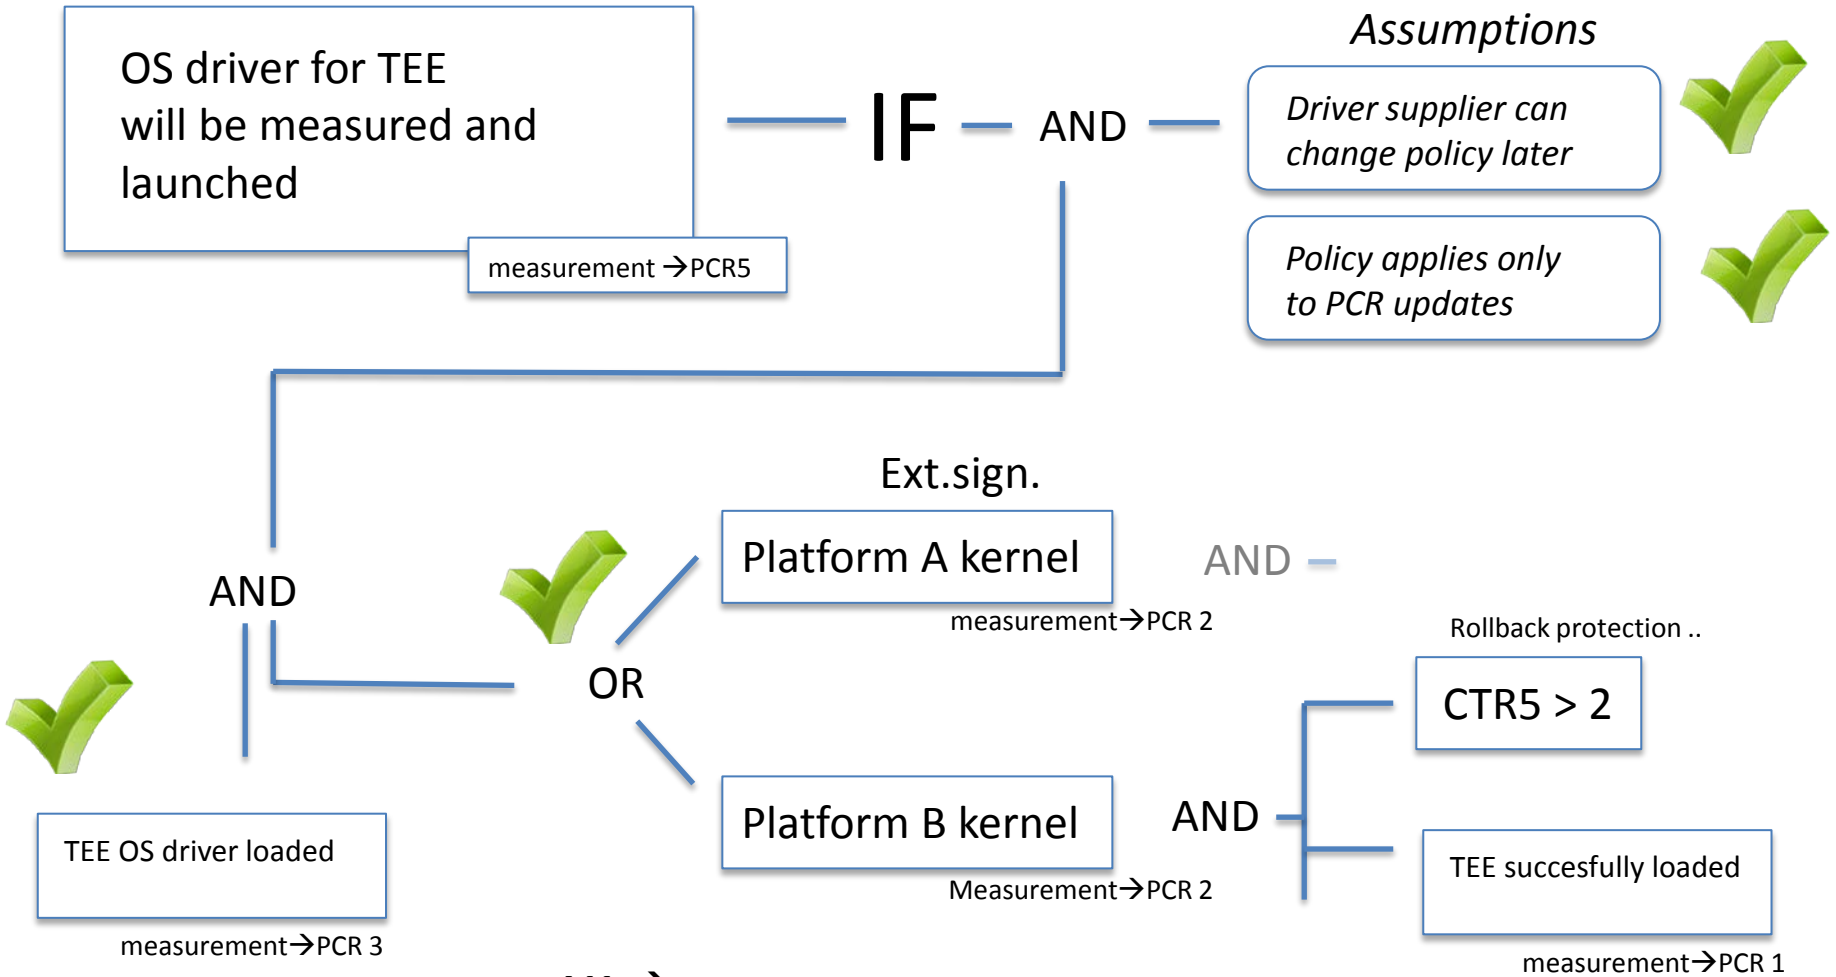 Assumptions
OS driver for TEE
will be measured and
launched
measurement →PCR5
IF
AND
Driver supplier can
change policy later
Policy applies only
to PCR updates
Ext.sign.
Platform A kernel
AND
measurement→PCR 2
AND
OR
Rollback protection ..
CTR5 > 2
Platform B kernel
AND
Measurement→PCR 2
TEE OS driver loaded
measurement→PCR 3
TEE succesfully loaded
measurement→PCR 1